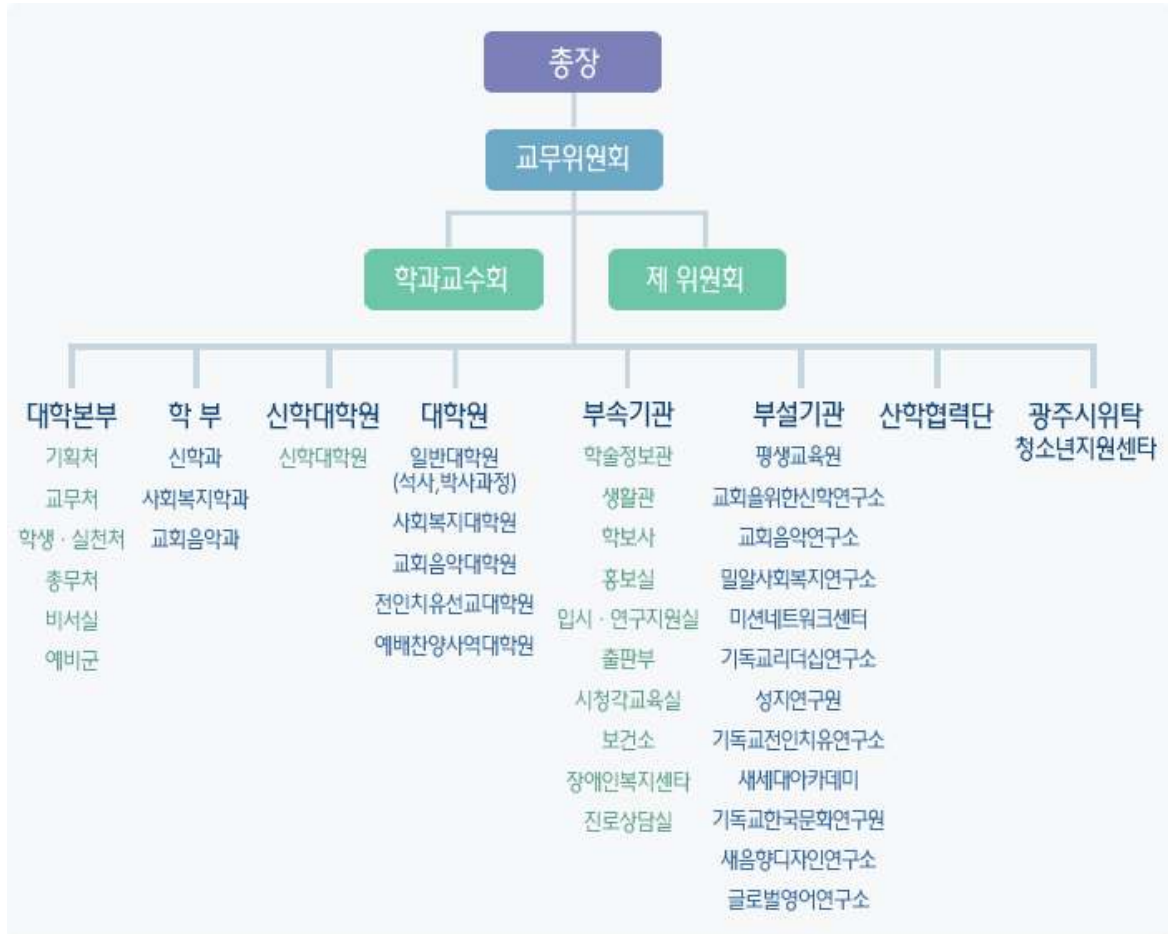 총장
교무위원회
학과교수회
제 위원회
대학본부
기획처
교무처
학생 · 실천처
총무처
비서실
예비군
학 부
신학과
사회복지학과
교회음악과
신학대학원
신학대학원
대학원
일반대학원
(석사,박사과정)
사회복지대학원
교회음악대학원
전인치유선교대학원
예배찬양사역대학원
부속기관
학술정보관
생활관
학보사
홍보실
입시 · 연구지원실
출판부
시청각교육실
보건소
장애인복지센타
진로상담실
부설기관
평생교육원
교회을위한신학연구소
교회음악연구소
밀알사회복지연구소
미션네트워크센터
기독교리더십연구소
성지연구원
기독교전인치유연구소
새세대아카데미
기독교한국문화연구원
새음향디자인연구소
글로벌영어연구소
산학협력단
광주시위탁
청소년지원센타